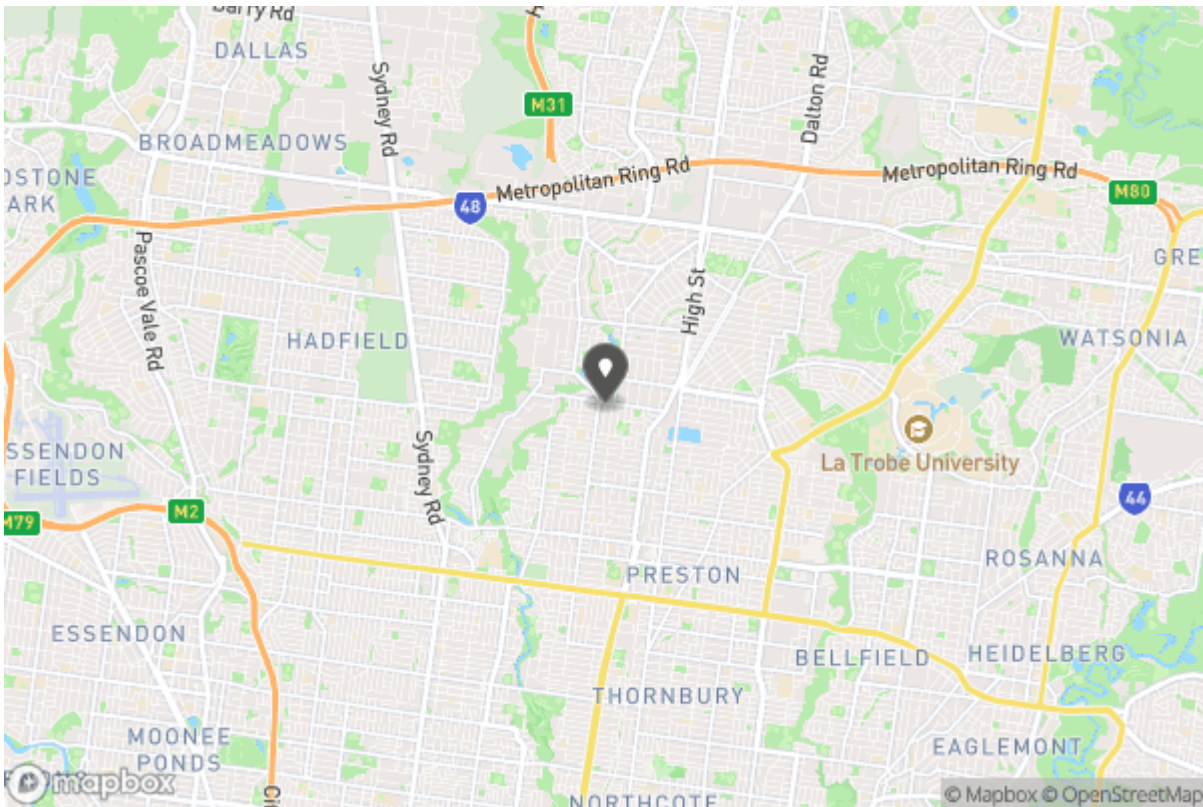 Barry Rd
DALLAS
Sydney Rd
M31
Dalton Rd
BROADMEADOWS
Metropolitan Ring Rd
Metropolitan Ring Rd
DSTONE
ARK
48
M80
Pascoe Vale Rd
GRE
High St
HADFIELD
WATSONIA
SSENDON
FIELDS
Sydney Rd
La Trobe University
M79
M2
44
ROSANNA
PRESTON
ESSENDON
BELLFIELD
HEIDELBERG
THORNBURY
MOONEE
PONDS
EAGLEMONT
mapbox
NORTHCOTE
© Mapbox © OpenStreetMap